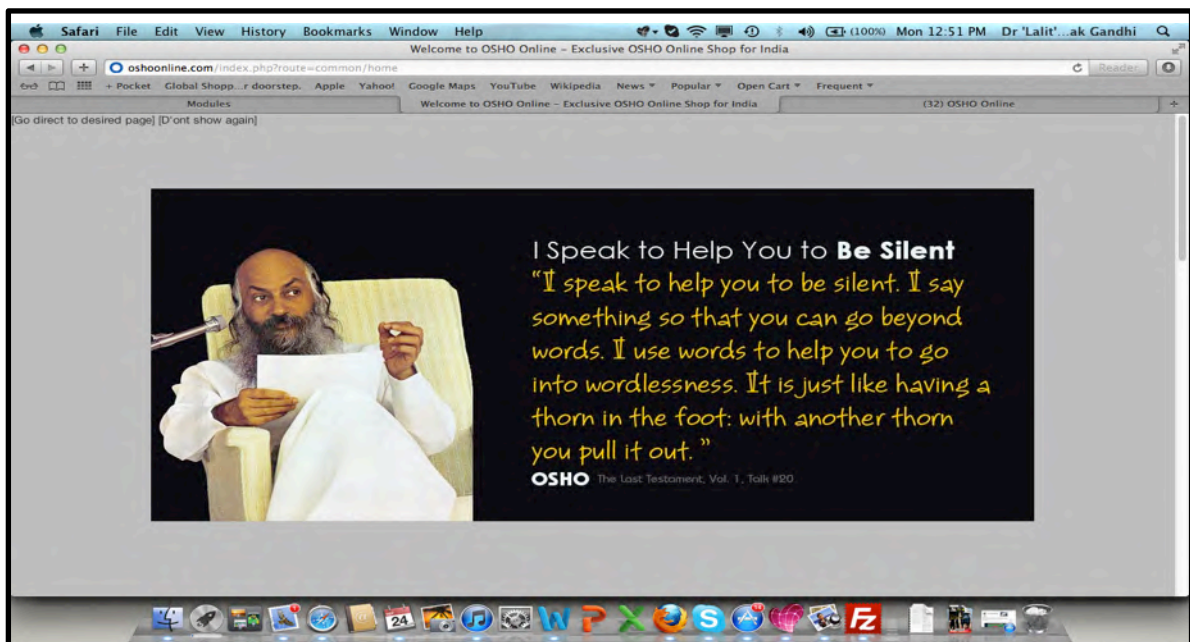 Safari File Edit View History Bookmarks Window Help (100%) Mon 12:51 PM Dr 'Lalit'...ak Gandhi
Welcome to OSHO Online – Exclusive OSHO Online Shop for India
oshoonline.com/index.php?route=common/home Reader
+ Pocket Global Shopp...r doorstep. Apple Yahoo! Google Maps YouTube Wikipedia News Popular Open Cart Frequent
Modules Welcome to OSHO Online – Exclusive OSHO Online Shop for India (32) OSHO Online
[Go direct to desired page] [D'ont show again]
I Speak to Help You to Be Silent
“I speak to help you to be silent. I say
something so that you can go beyond
words. I use words to help you to go
into wordlessness. It is just like having a
thorn in the foot: with another thorn
you pull it out. ”
OSHO The Last Testament, Vol. 1, Talk #20
24